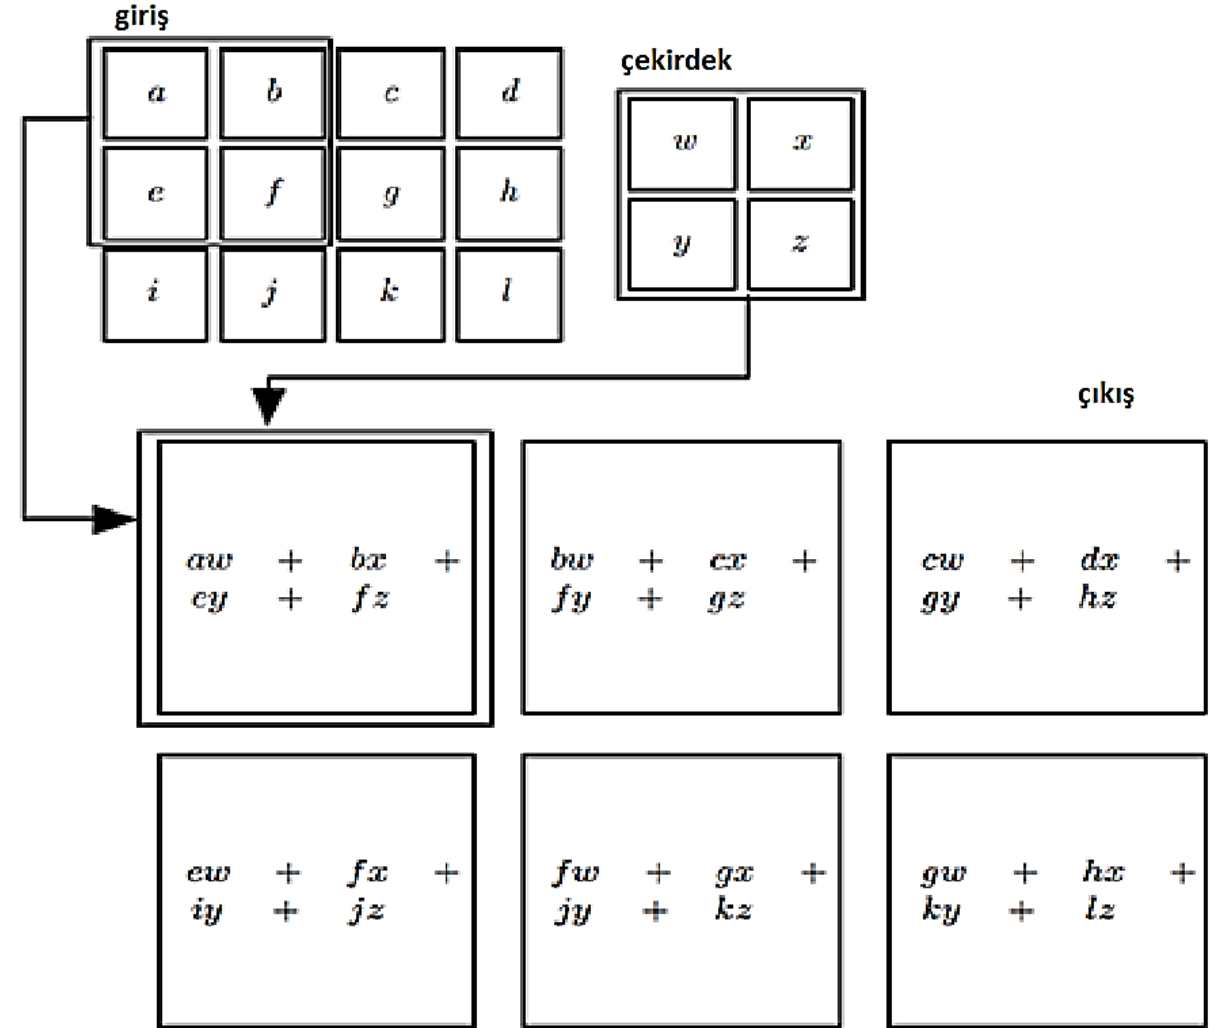 giriş
a b c d
e f g h
i j k l
çekirdek
w x
y z
çıkış
aw + bx +
ey + fz
bw + cx +
fy + gz
cw + dx +
gy + hz
ew + fx +
iy + jz
fw + gx +
jy + kz
gw + hx +
ky + lz